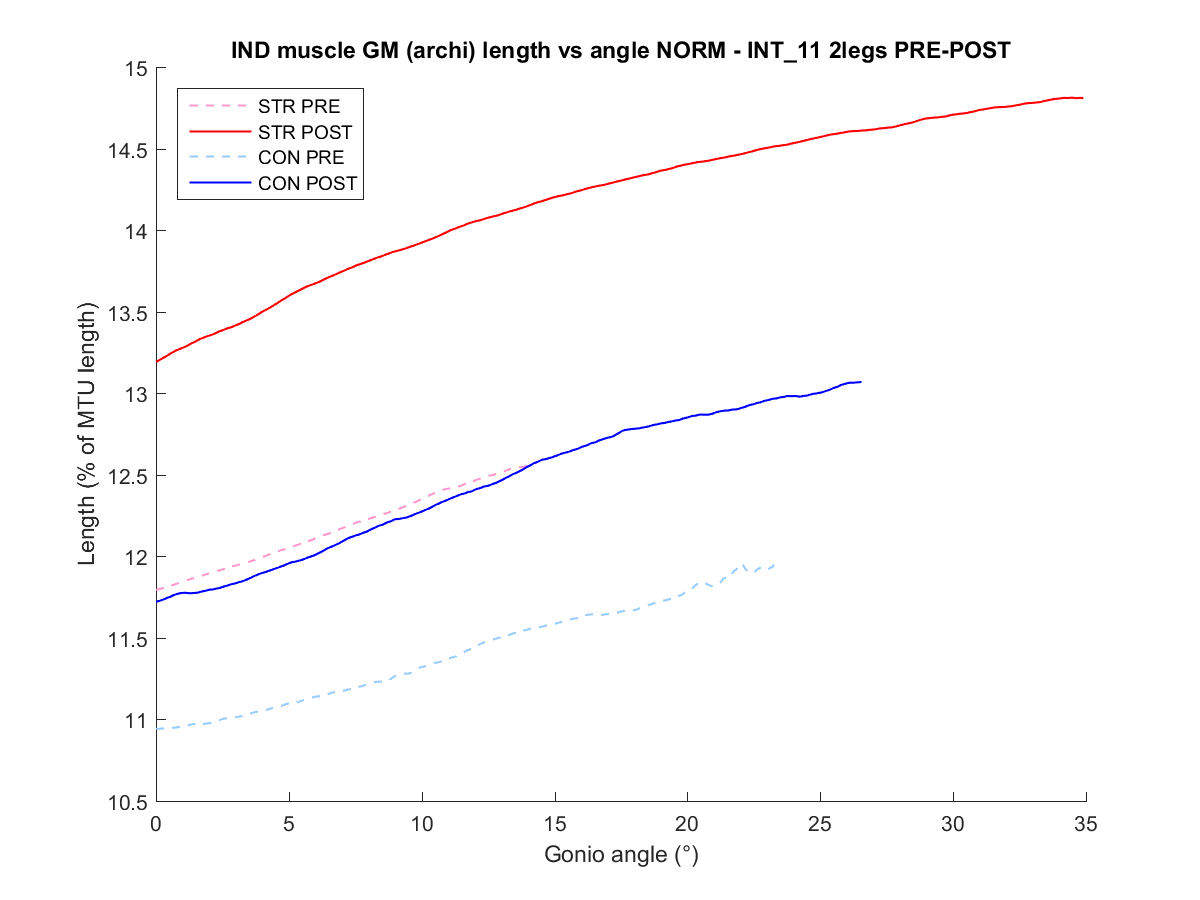 IND muscle GM (archi) length vs angle NORM - INT_11 2legs PRE-POST
STR PRE
STR POST
CON PRE
CON POST
15
14.5
14
13.5
13
12.5
12
11.5
11
10.5
Length (% of MTU length)
0 5 10 15 20 25 30 35
Gonio angle (°)